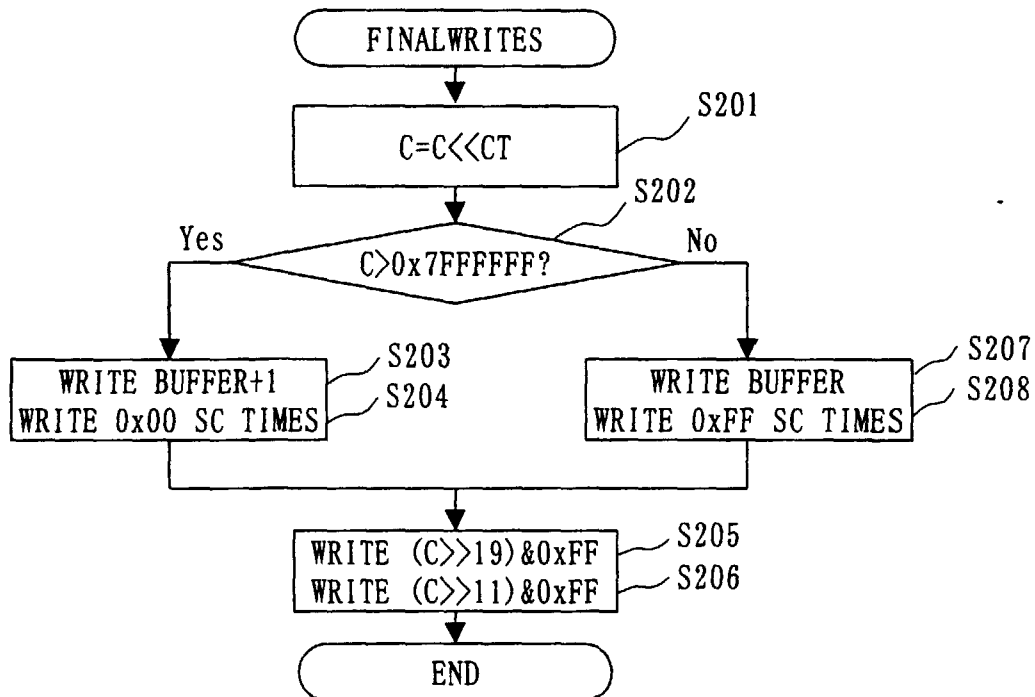 FINALWRITES
S201
C=C<<CT
S202
Yes
No
C>0x7FFFFFF?
S203
WRITE BUFFER+1
S204
WRITE 0x00 SC TIMES
S207
WRITE BUFFER
S208
WRITE 0xFF SC TIMES
S205
WRITE (C>>19)&0xFF
S206
WRITE (C>>11)&0xFF
END